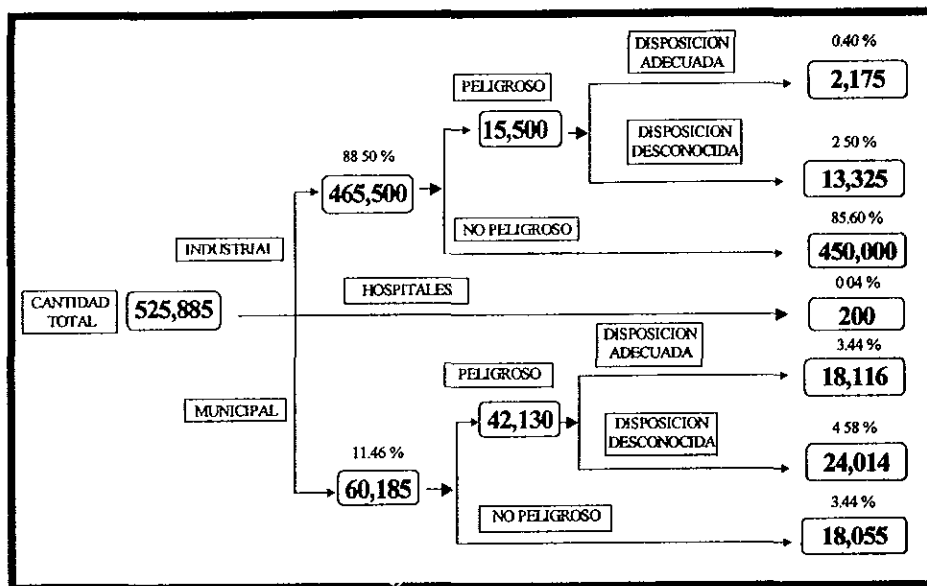 DISPOSICION
ADECUADA
0.40 %
2,175
PELIGROSO
15,500
DISPOSICION
DESCONOCIDA
2 50 %
13,325
88 50 %
465,500
NO PELIGROSO
85.60 %
450,000
INDUSTRIAL
HOSPITALES
0 04 %
200
CANTIDAD
TOTAL
525,885
DISPOSICION
ADECUADA
3.44 %
18,116
PELIGROSO
42,130
MUNICIPAL
DISPOSICION
DESCONOCIDA
4 58 %
24,014
11.46 %
60,185
NO PELIGROSO
3.44 %
18,055